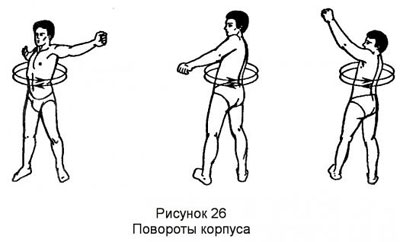 Рисунок 26
Повороты корпуса